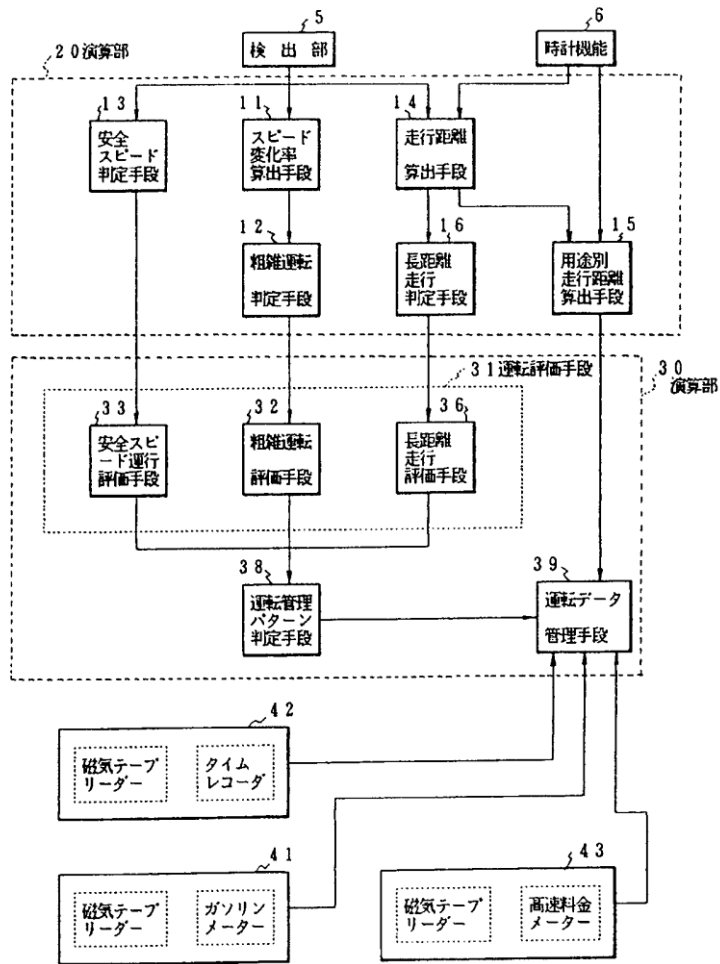 5
検出部
6
時計機能
20演算部
13
安全
スピード
判定手段
11
スピード
変化率
算出手段
14
走行距離
算出手段
12
粗雑運転
判定手段
16
長距離
走行
判定手段
15
用途別
走行距離
算出手段
31運転評価手段
30
演算部
33
安全スピ
ード運行
評価手段
32
粗雑運転
評価手段
36
長距離
走行
評価手段
38
運転管理
パターン
判定手段
39
運転データ
管理手段
42
磁気テープ
リーダー
タイム
レコーダ
41
磁気テープ
リーダー
ガソリン
メーター
43
磁気テープ
リーダー
高速料金
メーター